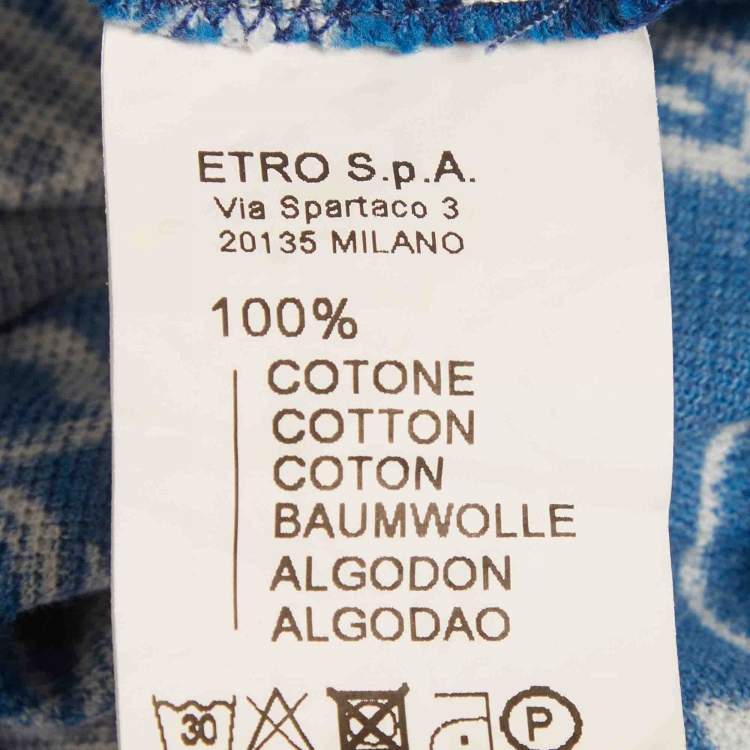 ETRO S.p.A.
Via Spartaco 3
20135 MILANO
100%
COTONE
COTTON
COTON
BAUMWOLLE
ALGODON
ALGODAO
30 P